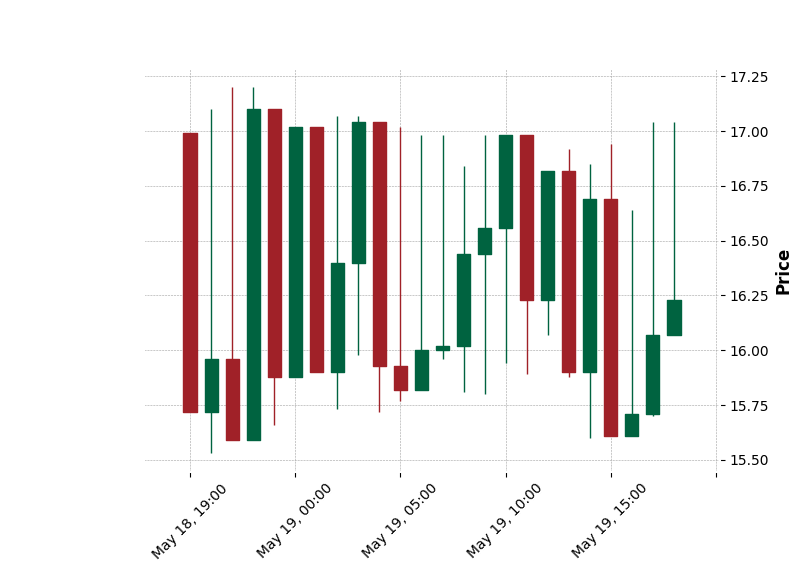 17.25
17.00
16.75
16.50
16.25
16.00
15.75
15.50
Price
May 18, 19:00
May 19, 00:00
May 19, 05:00
May 19, 10:00
May 19, 15:00